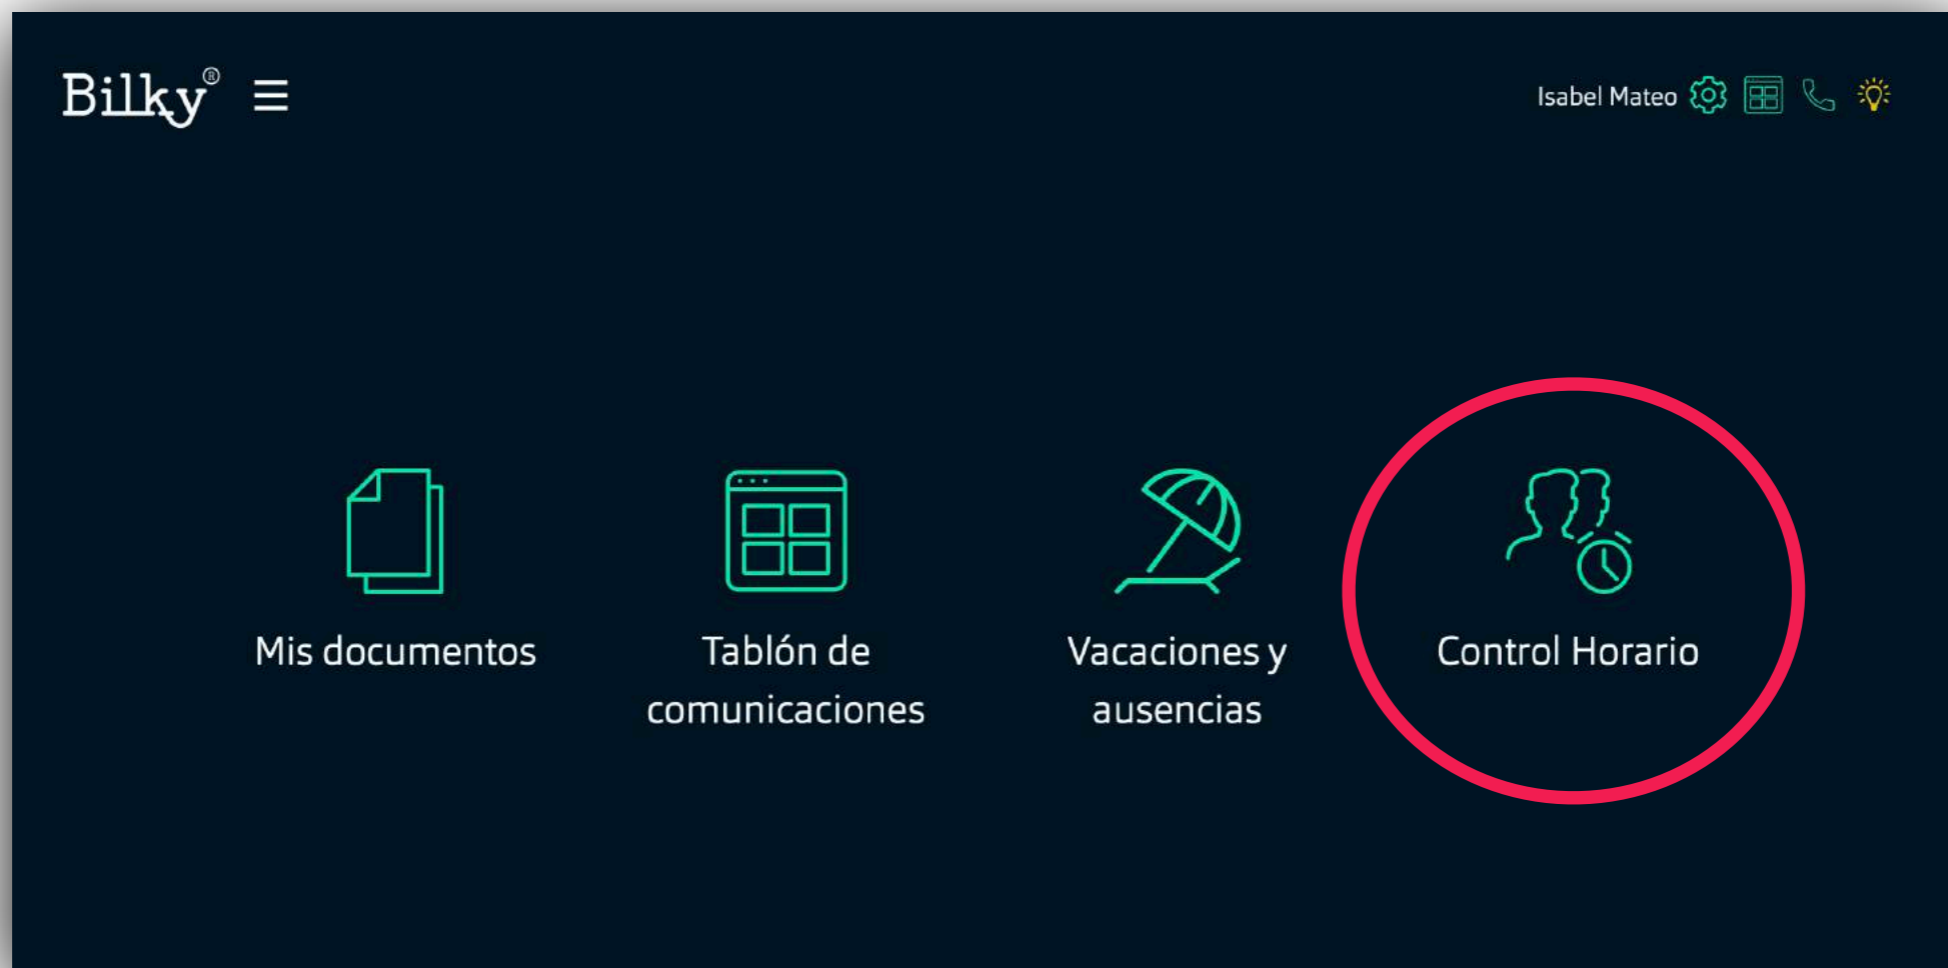 Bilky®
Isabel Mateo
Mis documentos
Tablón de
comunicaciones
Vacaciones y
ausencias
Control Horario